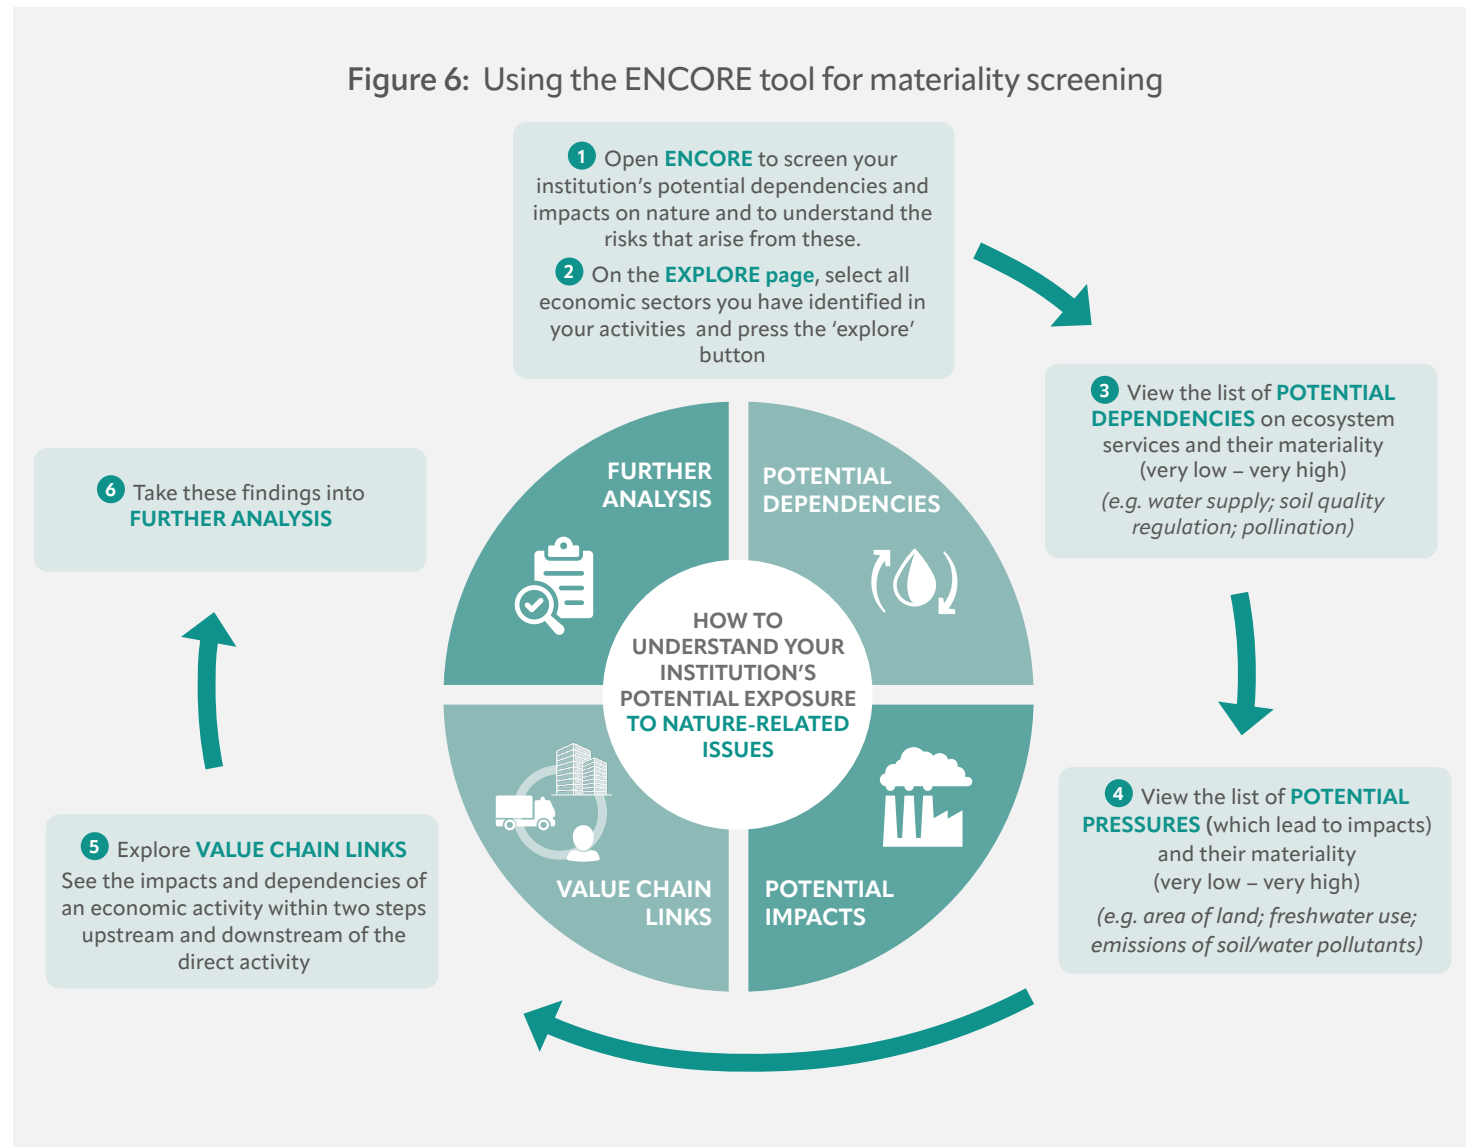 Figure 6: Using the ENCORE tool for materiality screening
1 Open ENCORE to screen your
institution's potential dependencies and
impacts on nature and to understand the
risks that arise from these.
2 On the EXPLORE page, select all
economic sectors you have identified in
your activities and press the 'explore'
button
3 View the list of POTENTIAL
DEPENDENCIES on ecosystem
services and their materiality
(very low – very high)
(e.g. water supply; soil quality
regulation; pollination)
4 View the list of POTENTIAL
PRESSURES (which lead to impacts)
and their materiality
(very low – very high)
(e.g. area of land; freshwater use;
emissions of soil/water pollutants)
5 Explore VALUE CHAIN LINKS
See the impacts and dependencies of
an economic activity within two steps
upstream and downstream of the
direct activity
6 Take these findings into
FURTHER ANALYSIS
FURTHER
ANALYSIS
POTENTIAL
DEPENDENCIES
HOW TO
UNDERSTAND YOUR
INSTITUTION'S
POTENTIAL EXPOSURE
TO NATURE-RELATED
ISSUES
VALUE CHAIN
LINKS
POTENTIAL
IMPACTS